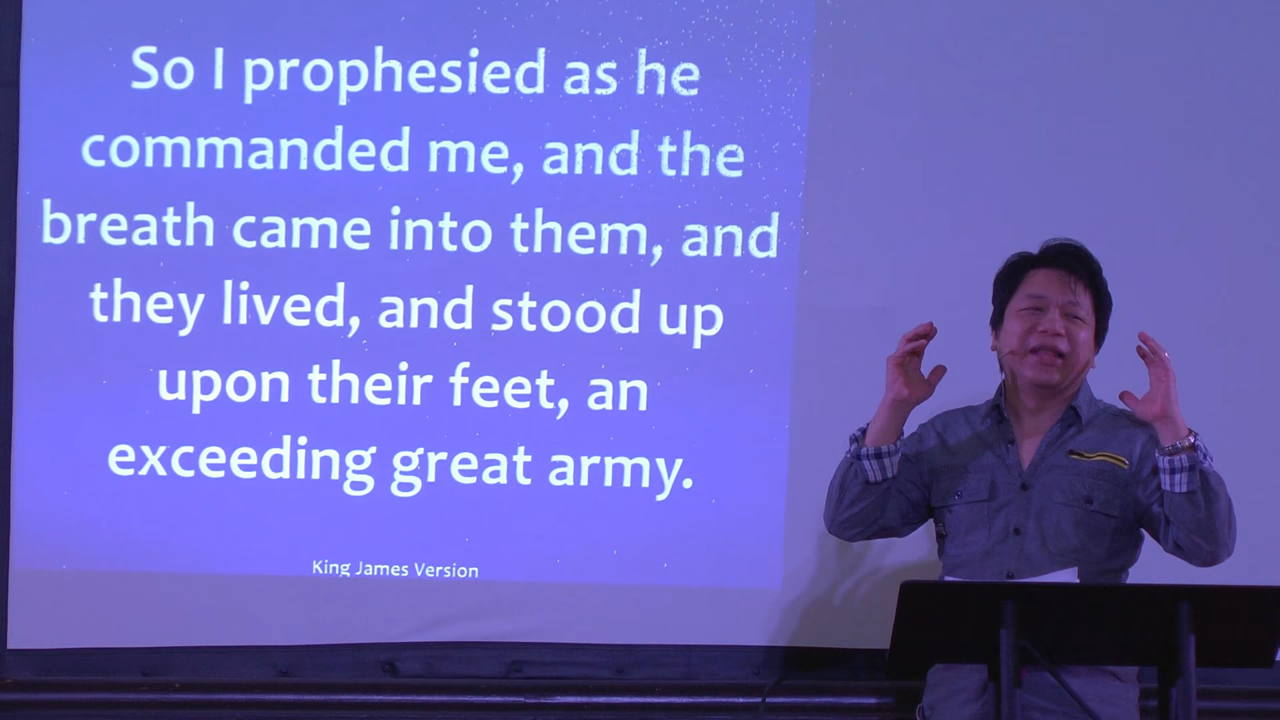 So I prophesied as he
commanded me, and the
breath came into them, and
they lived, and stood up
upon their feet, an
exceeding great army.
King James Version